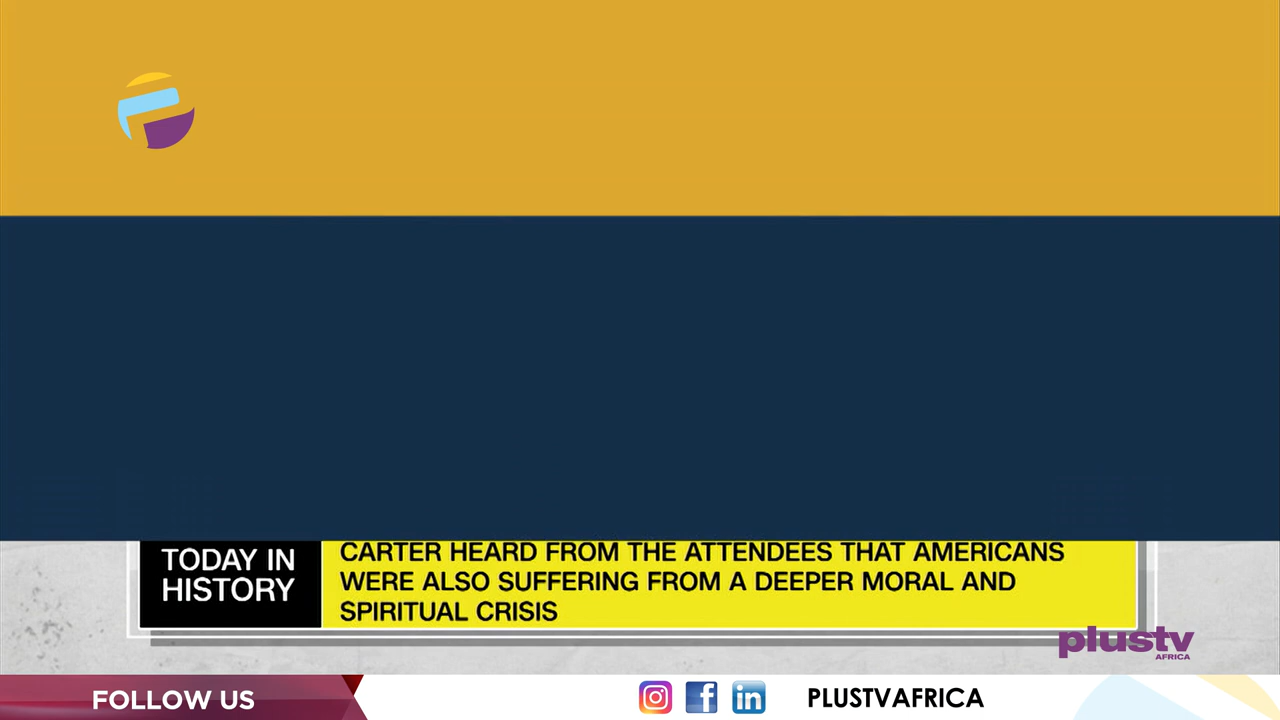 TODAY IN
HISTORY
CARTER HEARD FROM THE ATTENDEES THAT AMERICANS
WERE ALSO SUFFERING FROM A DEEPER MORAL AND
SPIRITUAL CRISIS
plustv
AFRICA
FOLLOW US
PLUSTVAFRICA